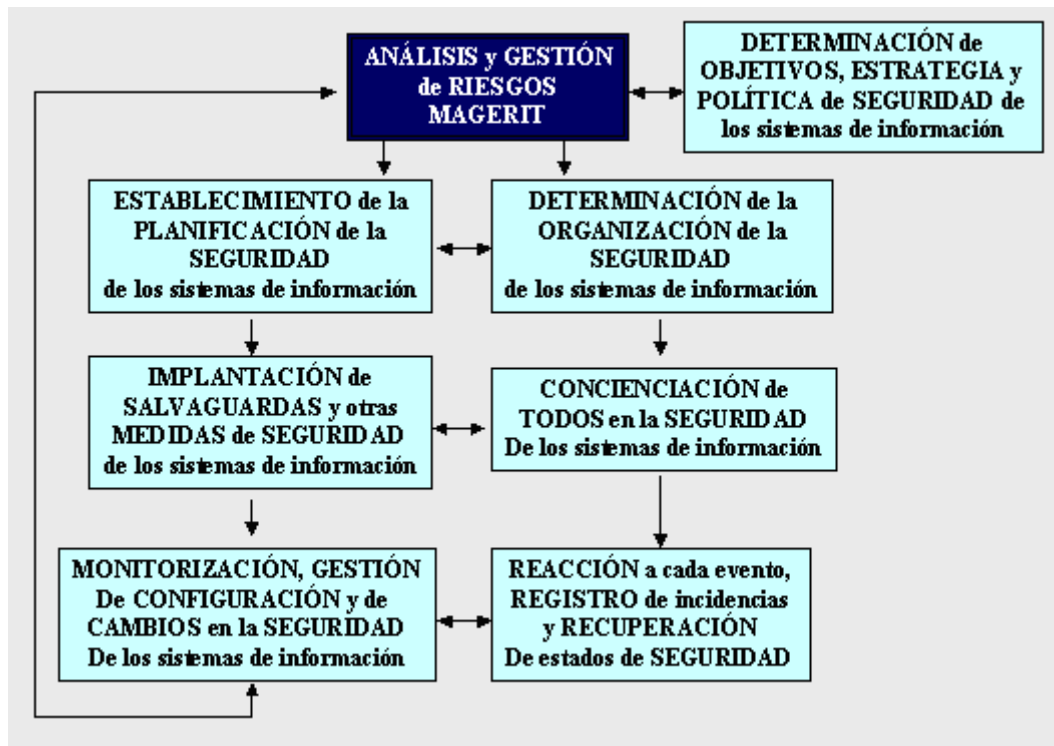 ANÁLISIS y GESTIÓN
de RIESGOS
MAGERIT
DETERMINACIÓN de
OBJETIVOS, ESTRATEGIA y
POLÍTICA de SEGURIDAD de
los sistemas de información
ESTABLECIMIENTO de la
PLANIFICACIÓN de la
SEGURIDAD
de los sistemas de información
DETERMINACIÓN de la
ORGANIZACIÓN de la
SEGURIDAD
de los sistemas de información
IMPLANTACIÓN de
SALVAGUARDAS y otras
MEDIDAS de SEGURIDAD
de los sistemas de información
CONCIENCIACIÓN de
TODOS en la SEGURIDAD
De los sistemas de información
MONITORIZACIÓN, GESTIÓN
De CONFIGURACIÓN y de
CAMBIOS en la SEGURIDAD
De los sistemas de información
REACCIÓN a cada evento,
REGISTRO de incidencias
y RECUPERACIÓN
De estados de SEGURIDAD